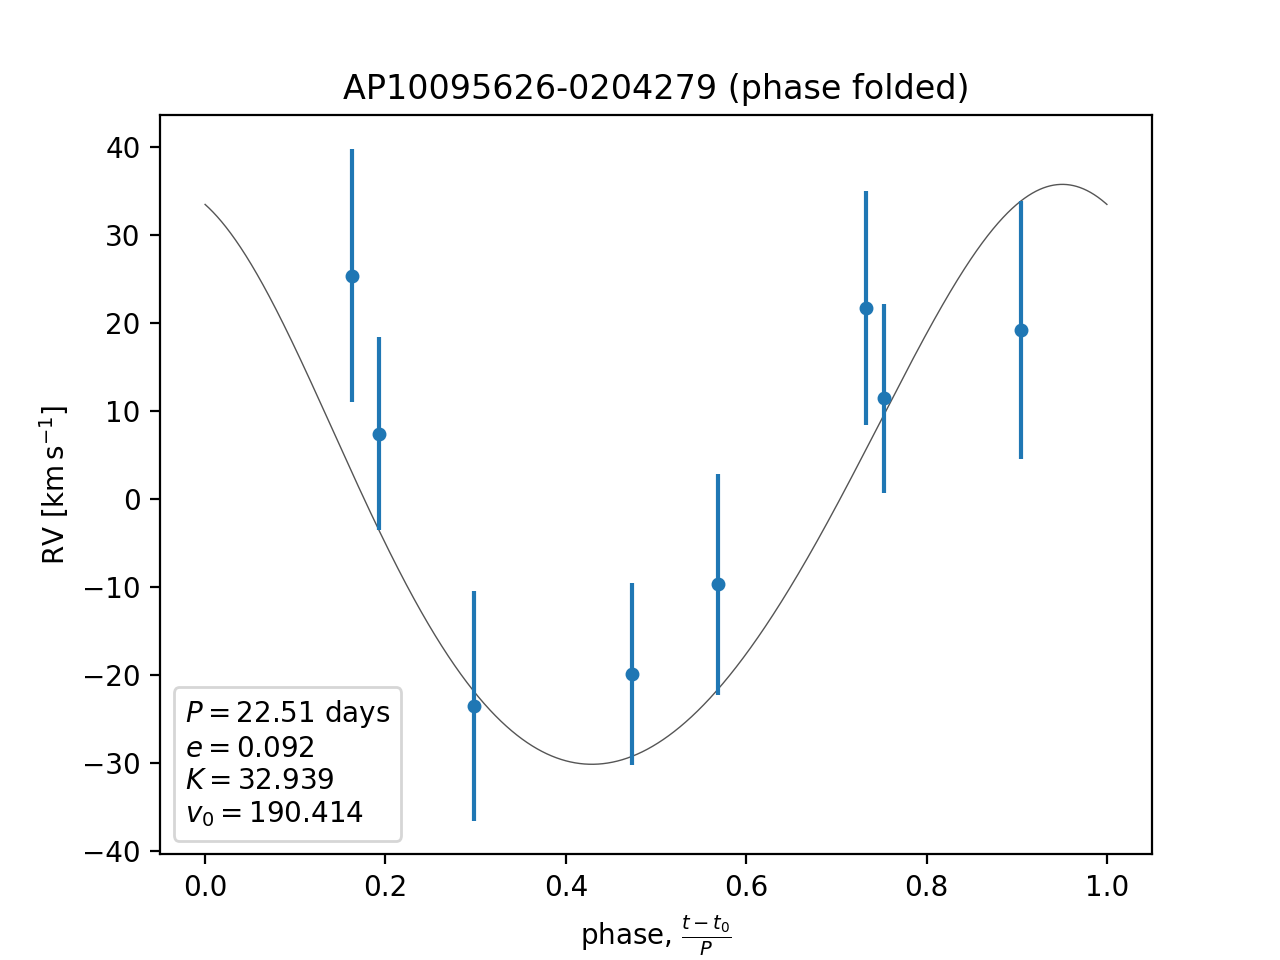 AP10095626-0204279 (phase folded)
40
30
20
10
0
−10
−20
−30
−40
RV [km s⁻¹]
P = 22.51 days
e = 0.092
K = 32.939
v₀ = 190.414
0.0 0.2 0.4 0.6 0.8 1.0
phase, (t − t₀)/P